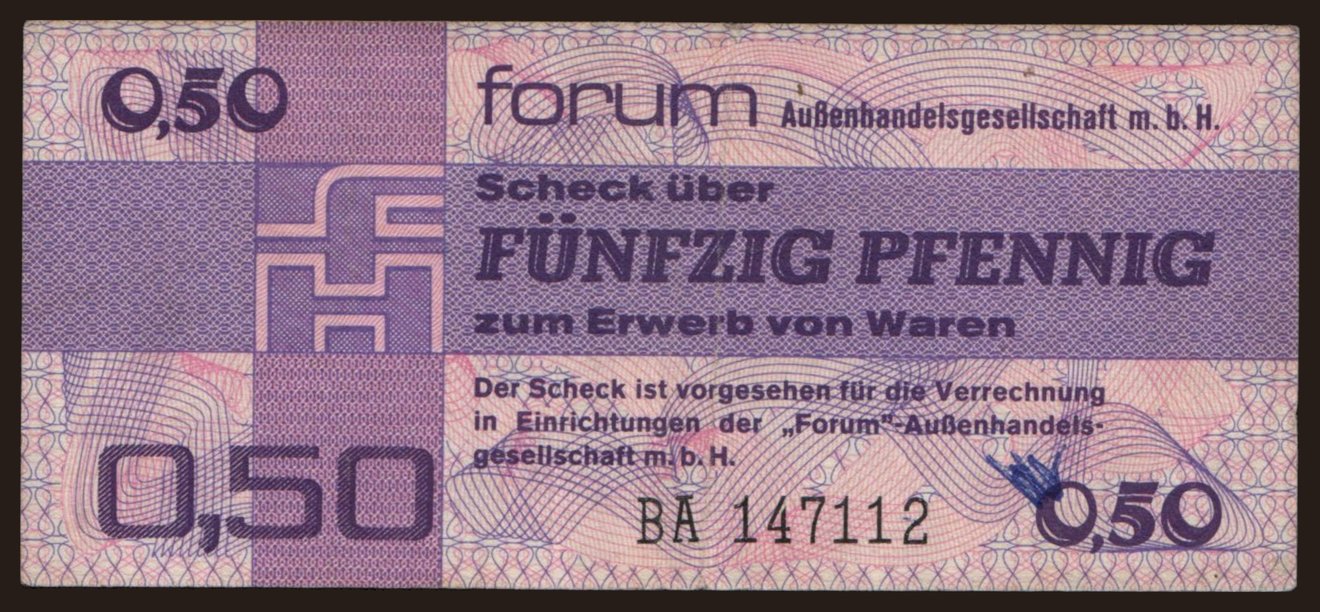 0,50
forum Außenhandelsgesellschaft m. b. H.
Scheck über
FÜNFZIG PFENNIG
zum Erwerb von Waren
Der Scheck ist vorgesehen für die Verrechnung
in Einrichtungen der „Forum"-Außenhandels-
gesellschaft m. b. H.
0,50
BA 147112
0,50